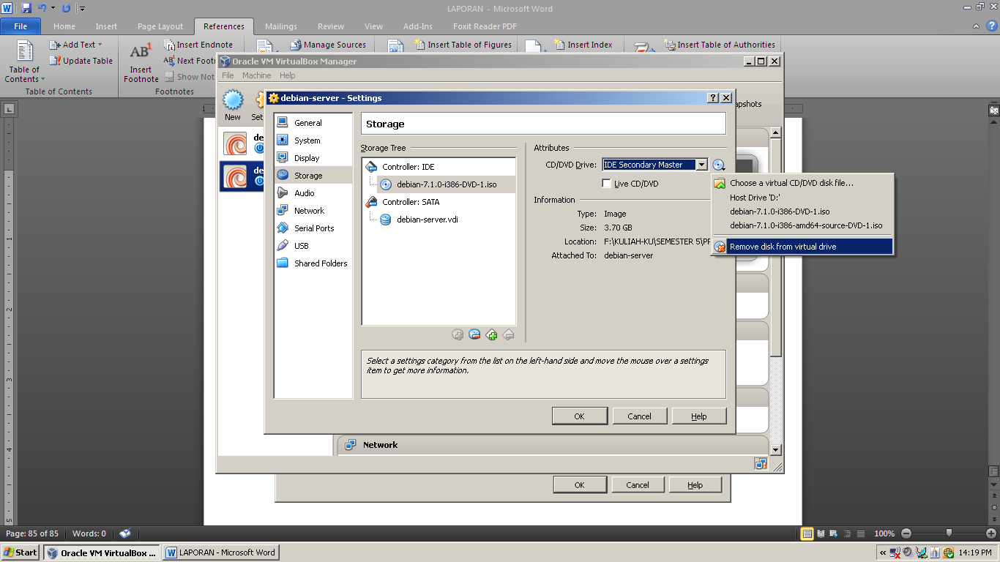 LAPORAN - Microsoft Word
File Home Insert Page Layout References Mailings Review View Add-Ins Foxit Reader PDF
Table of Contents
Add Text
Update Table
Table of Contents
AB1
Insert Footnote
Insert Endnote
AB1 Next Footn
Show Not
Footnotes
Manage Sources
Insert Table of Figures
Insert Index
Insert Table of Authorities
Oracle VM VirtualBox Manager
File Machine Help
New
Set
apshots
de
de
debian-server - Settings
General
System
Display
Storage
Audio
Network
Serial Ports
USB
Shared Folders
Storage
Storage Tree
Controller: IDE
debian-7.1.0-i386-DVD-1.iso
Controller: SATA
debian-server.vdi
Attributes
CD/DVD Drive: IDE Secondary Master
Live CD/DVD
Information
Type: Image
Size: 3.70 GB
Location: F:\KULIAH-KU\SEMESTER 5\PR
Attached To: debian-server
Choose a virtual CD/DVD disk file...
Host Drive 'D:'
debian-7.1.0-i386-DVD-1.iso
debian-7.1.0-i386-amd64-source-DVD-1.iso
Remove disk from virtual drive
Select a settings category from the list on the left-hand side and move the mouse over a settings
item to get more information.
OK Cancel Help
Network
OK Cancel Help
Page: 85 of 85 Words: 0 100%
Start Oracle VM VirtualBox ... LAPORAN - Microsoft Word 14:19 PM